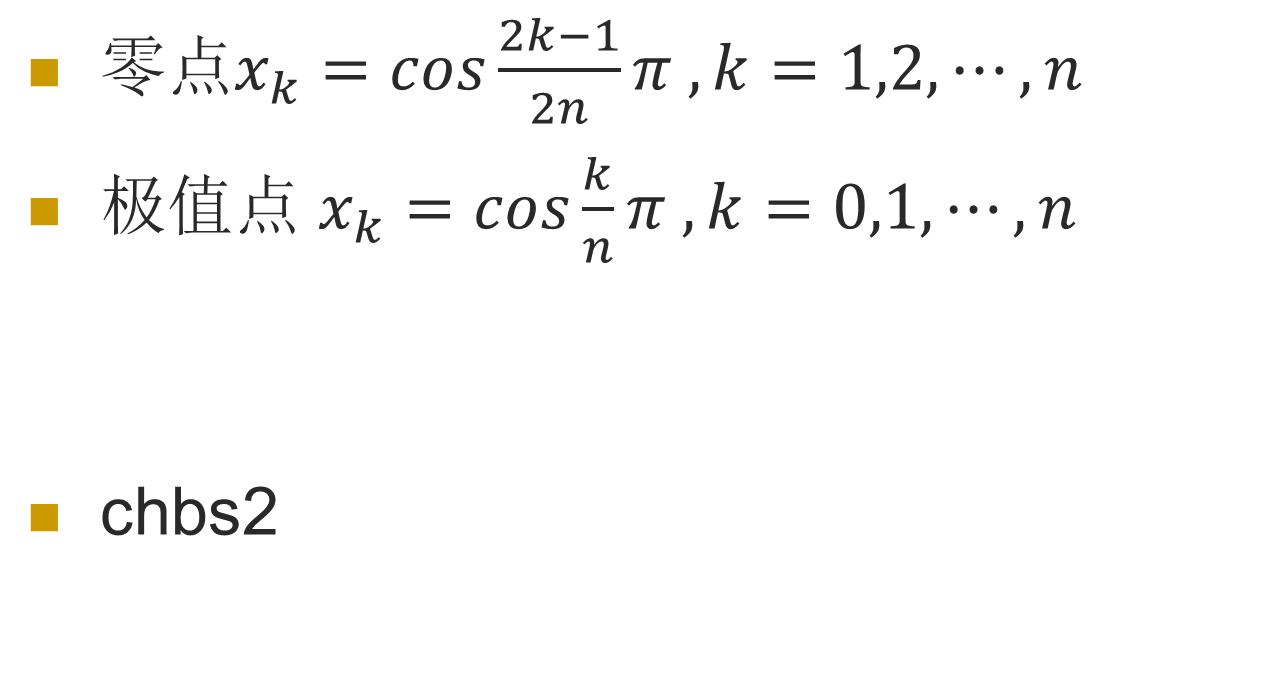 零点$x_k = cos\frac{2k-1}{2n}\pi ,k = 1,2,\cdots,n$
极值点 $x_k = cos\frac{k}{n}\pi ,k = 0,1,\cdots,n$
chbs2